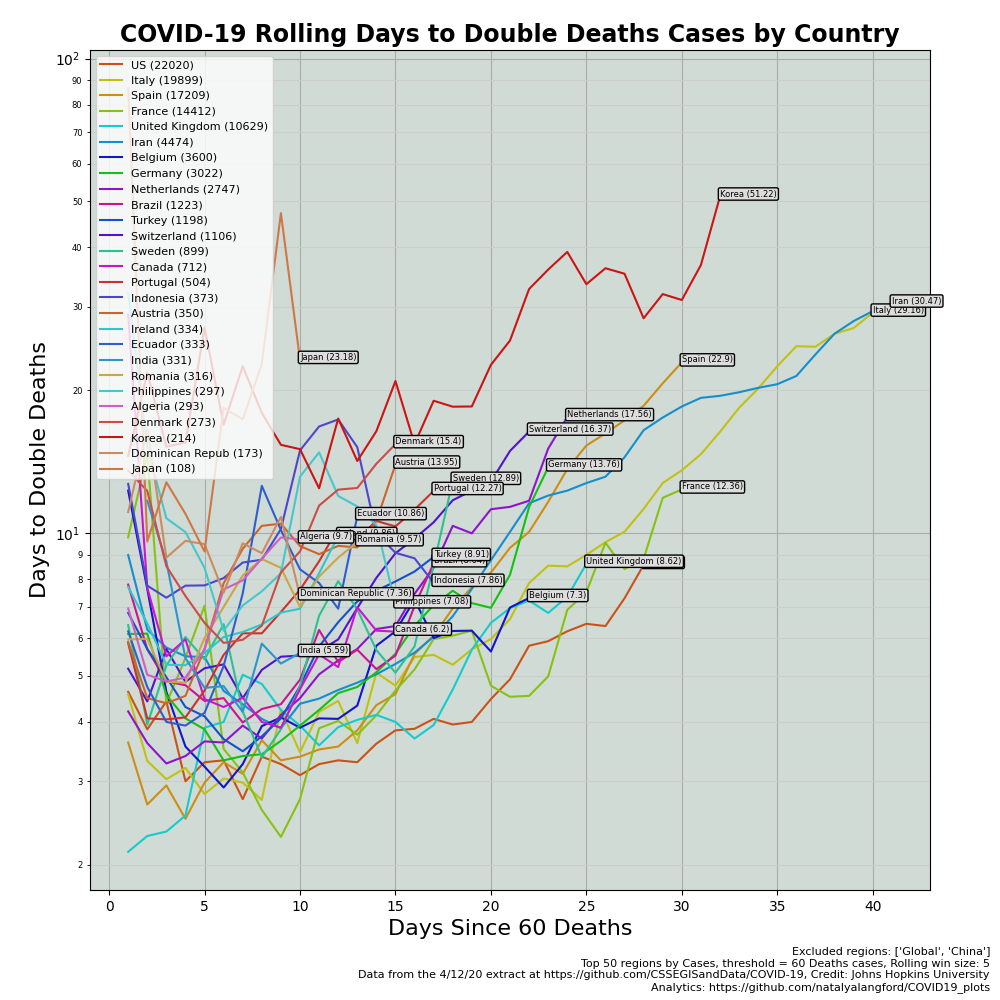 COVID-19 Rolling Days to Double Deaths Cases by Country
Days to Double Deaths
10²
90
80
70
60
50
40
30
20
10¹
9
8
7
6
5
4
3
2
US (22020)
Italy (19899)
Spain (17209)
France (14412)
United Kingdom (10629)
Iran (4474)
Belgium (3600)
Germany (3022)
Netherlands (2747)
Brazil (1223)
Turkey (1198)
Switzerland (1106)
Sweden (899)
Canada (712)
Portugal (504)
Indonesia (373)
Austria (350)
Ireland (334)
Ecuador (333)
India (331)
Romania (316)
Philippines (297)
Algeria (293)
Denmark (273)
Korea (214)
Dominican Repub (173)
Japan (108)
Korea (51.22)
Iran (30.47)
Italy (29.16)
Japan (23.18)
Spain (22.9)
Netherlands (17.56)
Switzerland (16.37)
Denmark (15.4)
Austria (13.95)
Germany (13.76)
Sweden (12.89)
Portugal (12.27)
France (12.36)
Ecuador (10.86)
Algeria (9.7)
Romania (9.57)
Turkey (8.91)
United Kingdom (8.62)
Indonesia (7.86)
Dominican Republic (7.36)
Belgium (7.3)
Philippines (7.08)
Canada (6.2)
India (5.59)
0 5 10 15 20 25 30 35 40
Days Since 60 Deaths
Excluded regions: ['Global', 'China']
Top 50 regions by Cases, threshold = 60 Deaths cases, Rolling win size: 5
Data from the 4/12/20 extract at https://github.com/CSSEGISandData/COVID-19, Credit: Johns Hopkins University
Analytics: https://github.com/natalyalangford/COVID19_plots